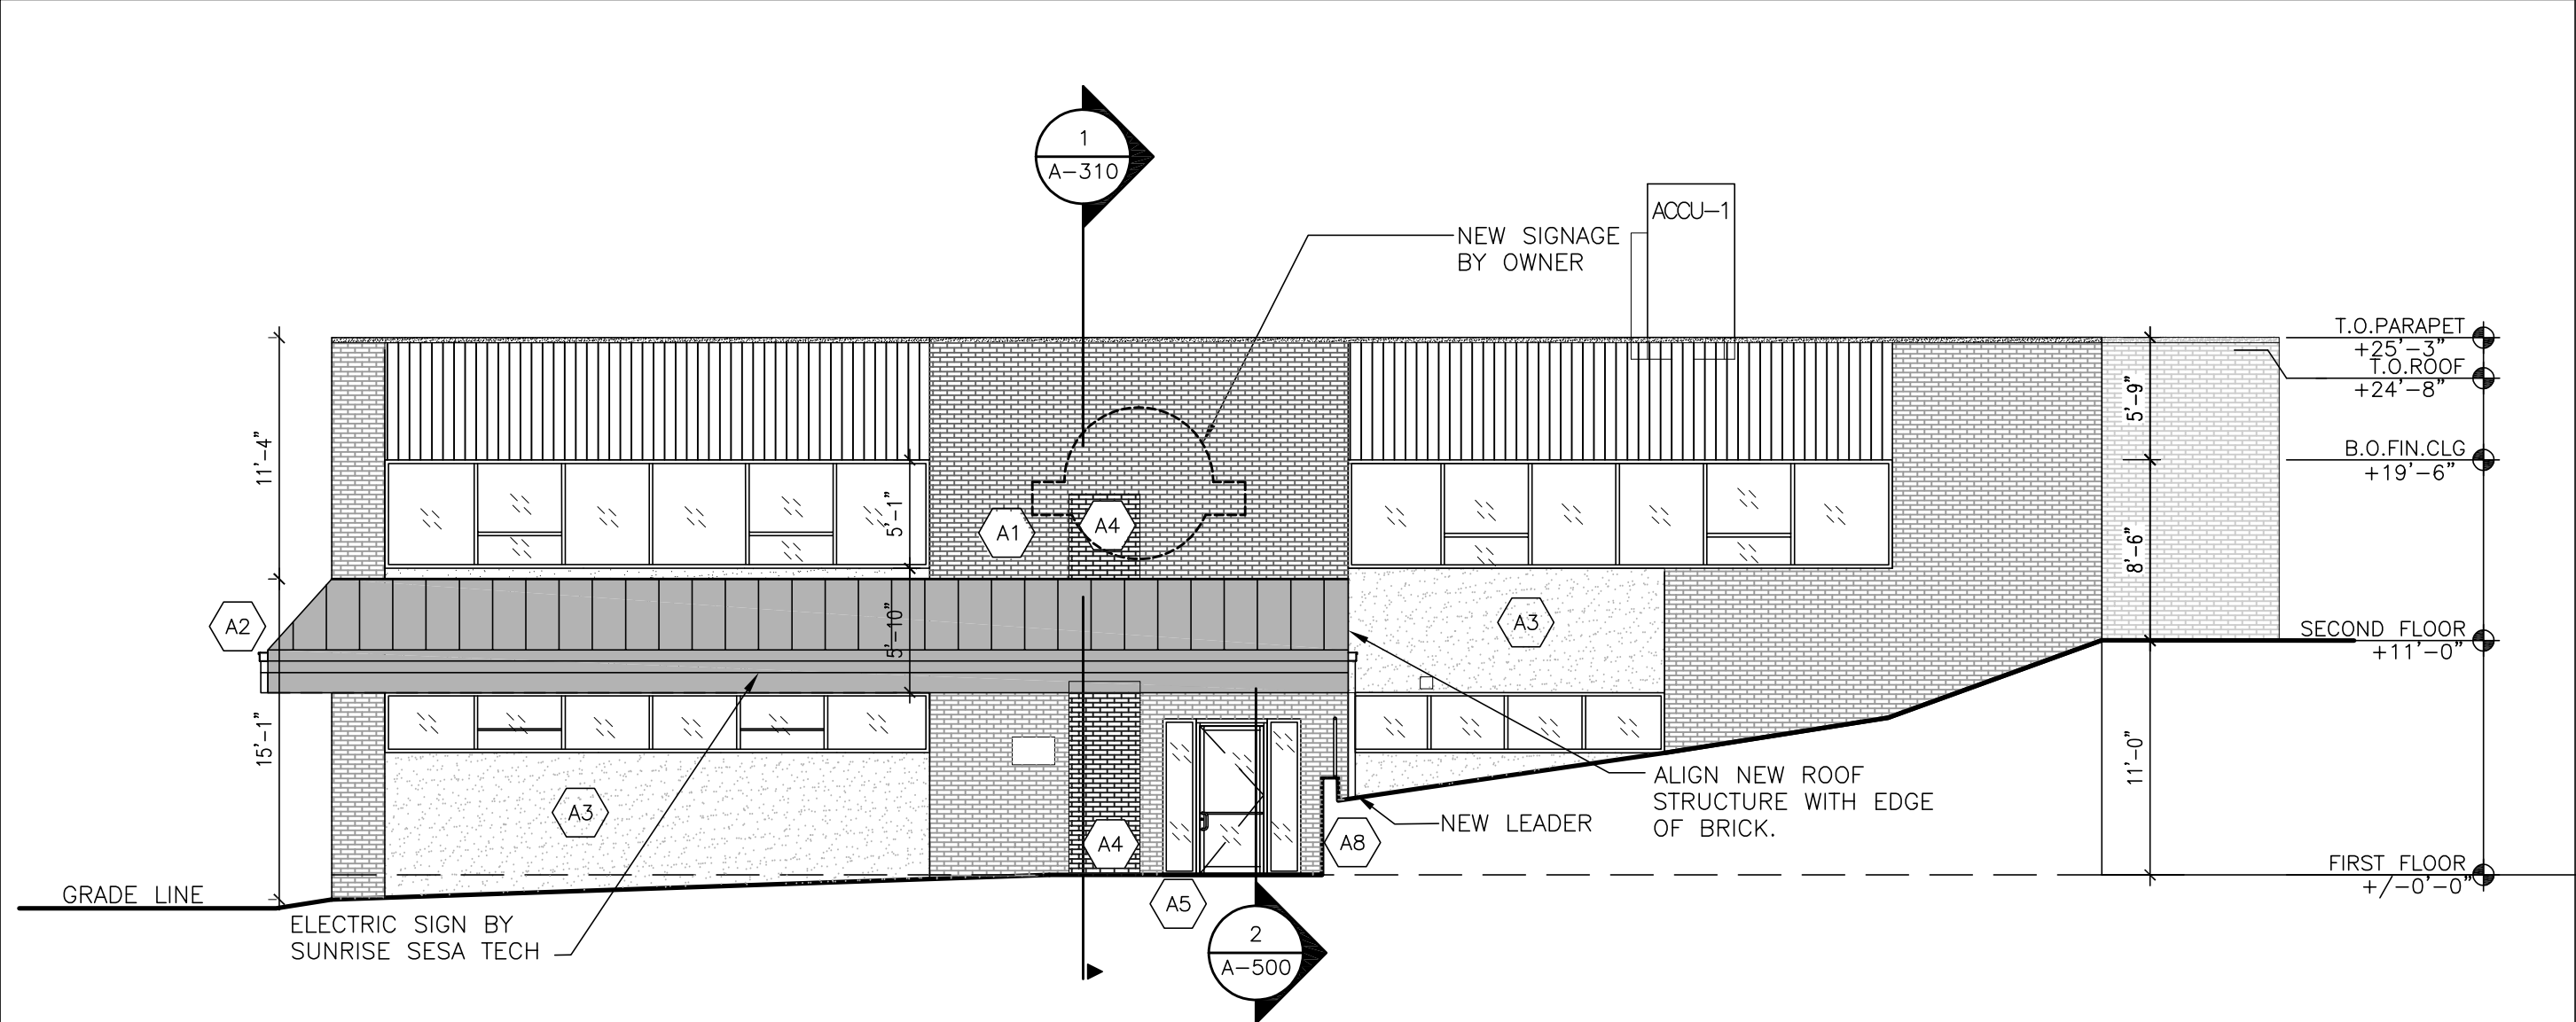 1
A-310
ACCU-1
NEW SIGNAGE
BY OWNER
T.O.PARAPET
+25'-3"
T.O.ROOF
+24'-8"
5'-9"
11'-4"
B.O.FIN.CLG
+19'-6"
5'-1"
A1
A4
8'-6"
A2
5'-10"
A3
SECOND FLOOR
+11'-0"
15'-1"
11'-0"
ALIGN NEW ROOF
STRUCTURE WITH EDGE
OF BRICK.
A3
NEW LEADER
A4
A8
FIRST FLOOR
+/-0'-0"
GRADE LINE
A5
ELECTRIC SIGN BY
SUNRISE SESA TECH
2
A-500